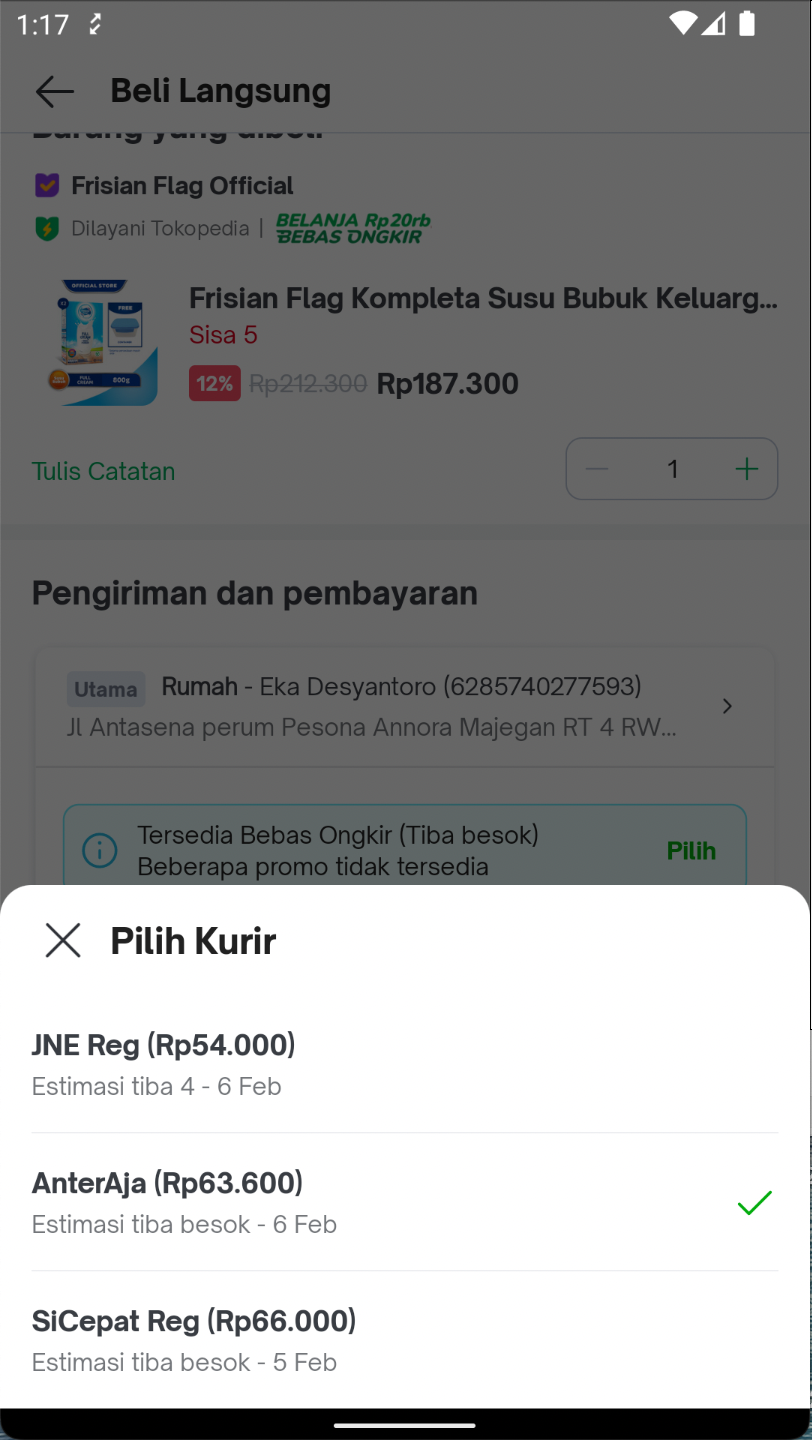 1:17
Beli Langsung
Barang yang dibeli
Frisian Flag Official
Dilayani Tokopedia | BELANJA Rp20rb
BEBAS ONGKIR
OFFICIAL STORE
FREE
Frisian Flag Kompleta Susu Bubuk Keluarg...
Sisa 5
12% Rp212.300 Rp187.300
FULL
CREAM
800g
Tulis Catatan
1
Pengiriman dan pembayaran
Utama Rumah - Eka Desyantoro (6285740277593)
Jl Antasena perum Pesona Annora Majegan RT 4 RW...
Tersedia Bebas Ongkir (Tiba besok)
Beberapa promo tidak tersedia
Pilih
Pilih Kurir
JNE Reg (Rp54.000)
Estimasi tiba 4 - 6 Feb
AnterAja (Rp63.600)
Estimasi tiba besok - 6 Feb
SiCepat Reg (Rp66.000)
Estimasi tiba besok - 5 Feb